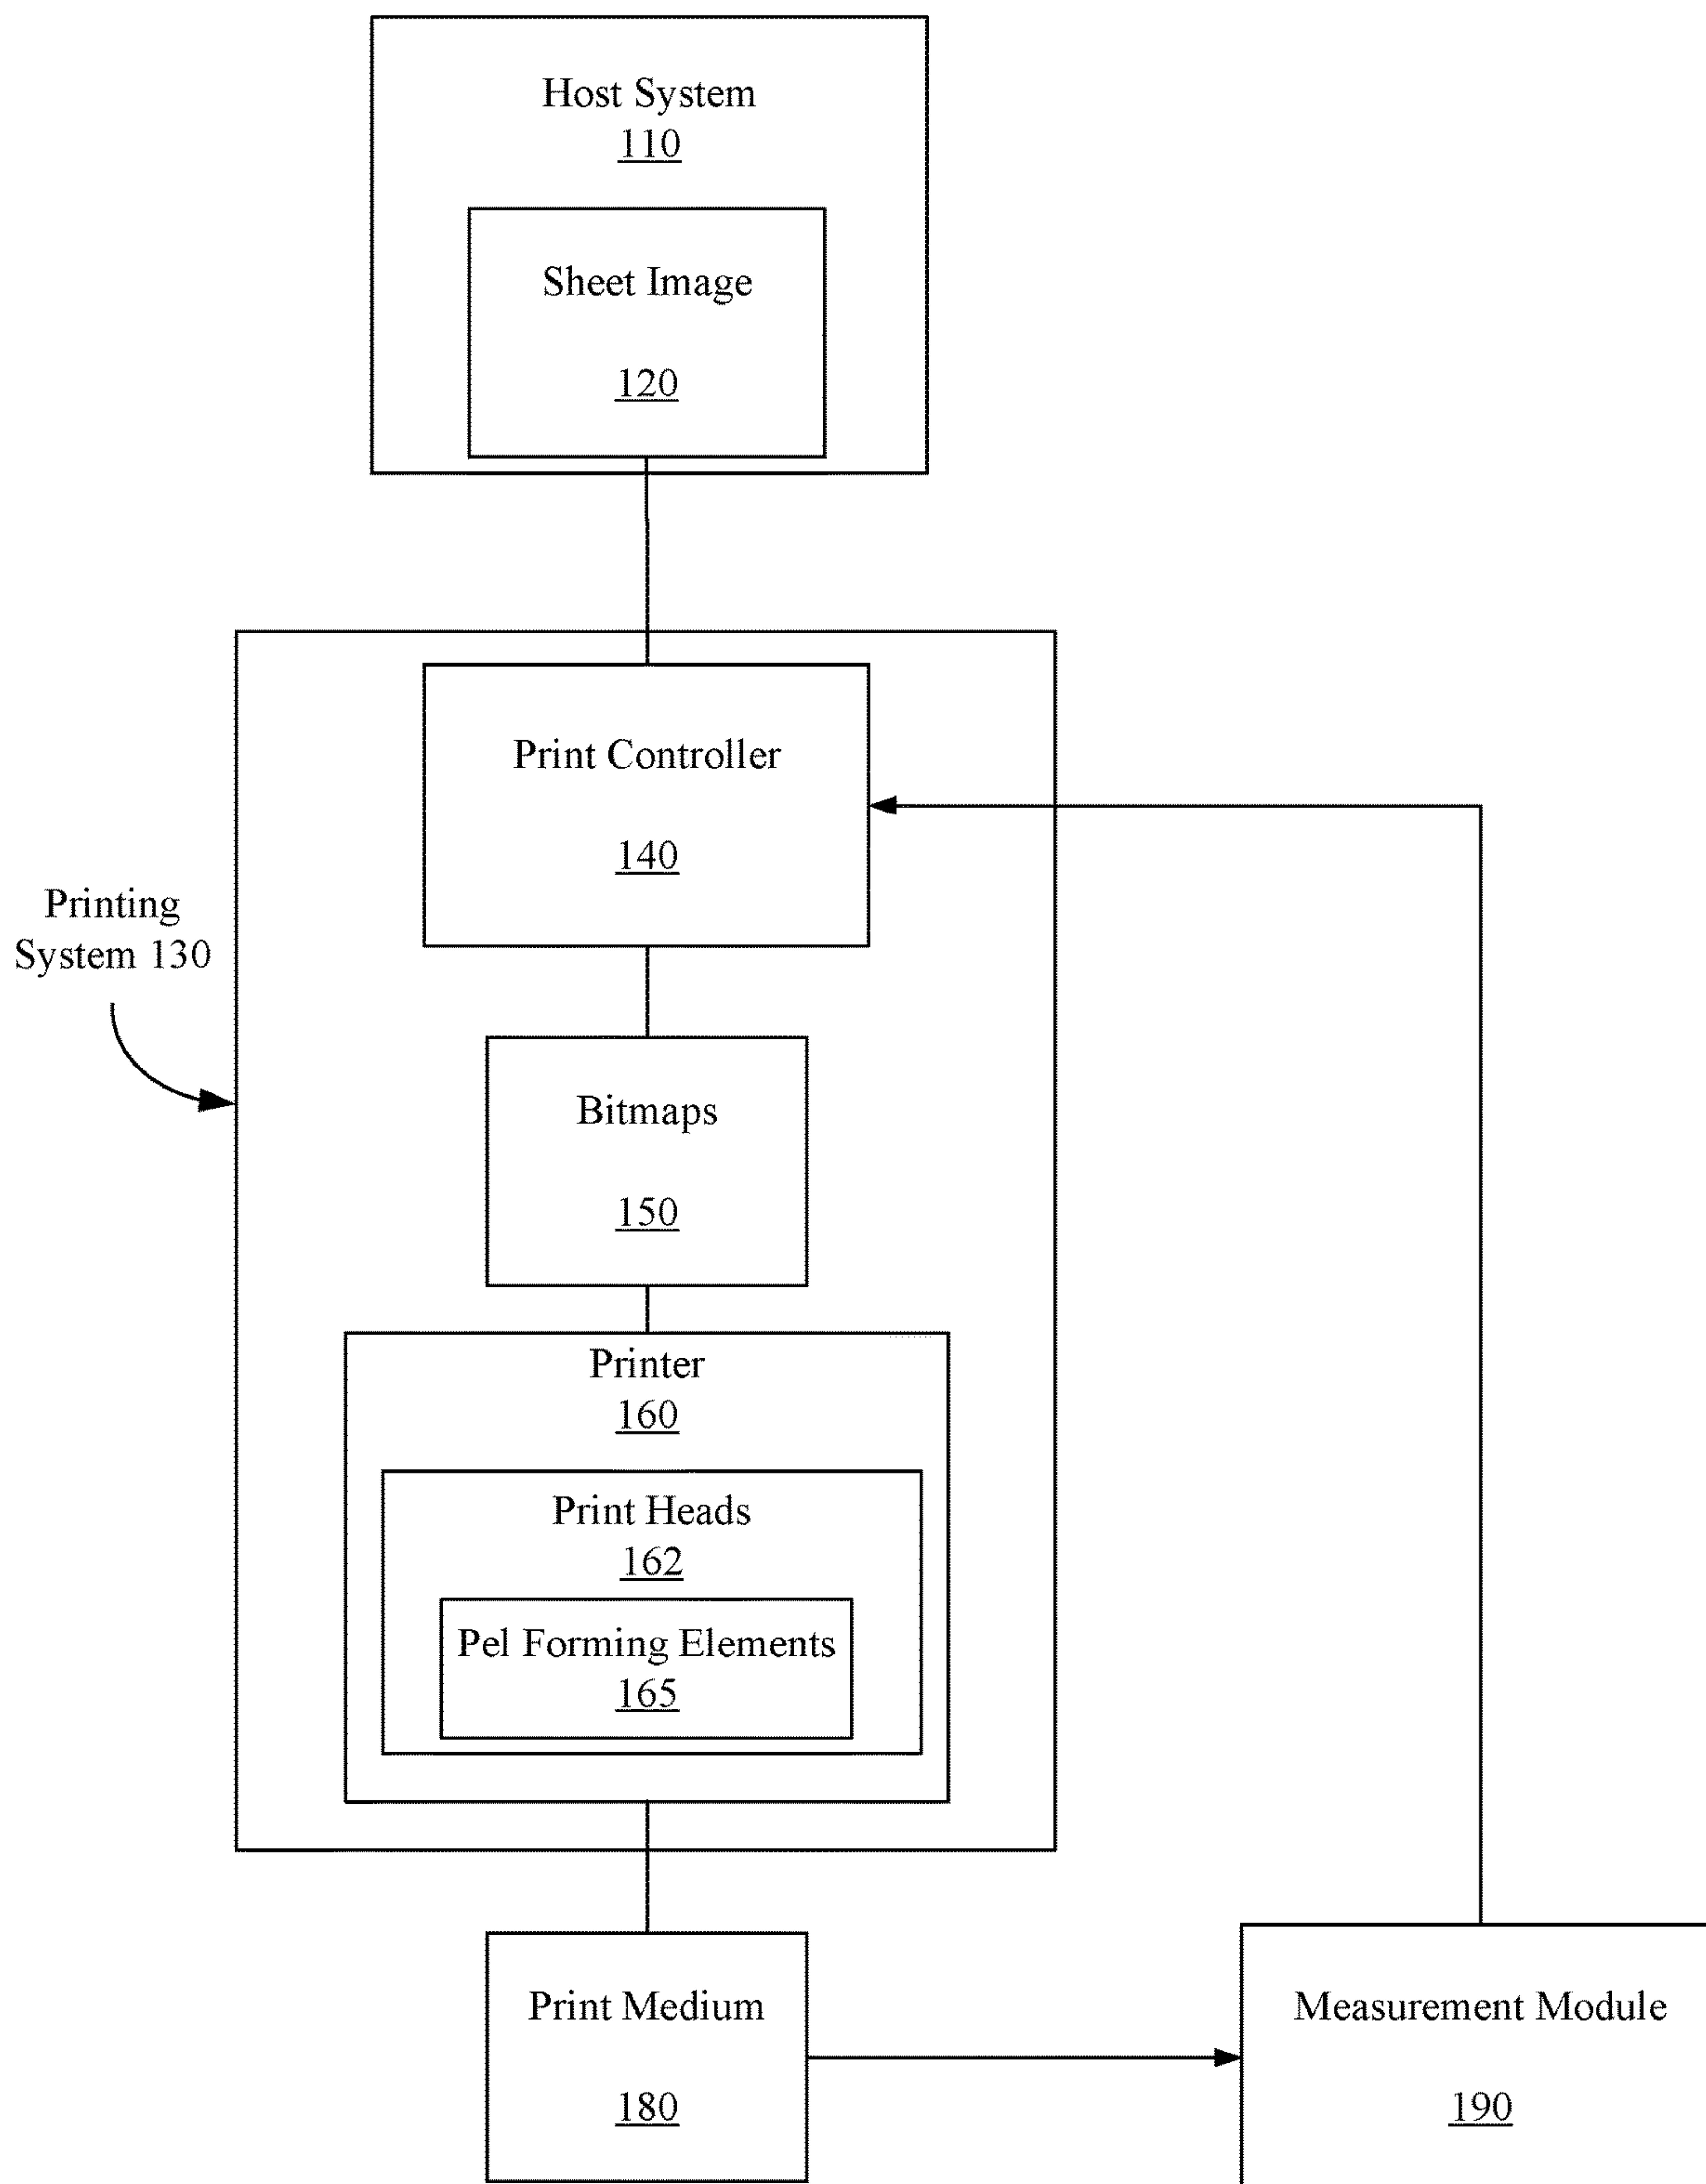 Host System
110
Sheet Image
120
Print Controller
140
Printing
System 130
Bitmaps
150
Printer
160
Print Heads
162
Pel Forming Elements
165
Print Medium
180
Measurement Module
190